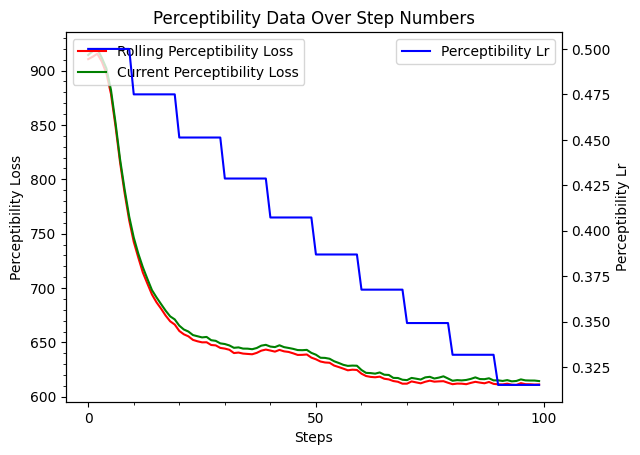 Perceptibility Data Over Step Numbers
Rolling Perceptibility Loss
Current Perceptibility Loss
Perceptibility Lr
900
850
800
750
700
650
600
Perceptibility Loss
0.500
0.475
0.450
0.425
0.400
0.375
0.350
0.325
Perceptibility Lr
0
50
100
Steps